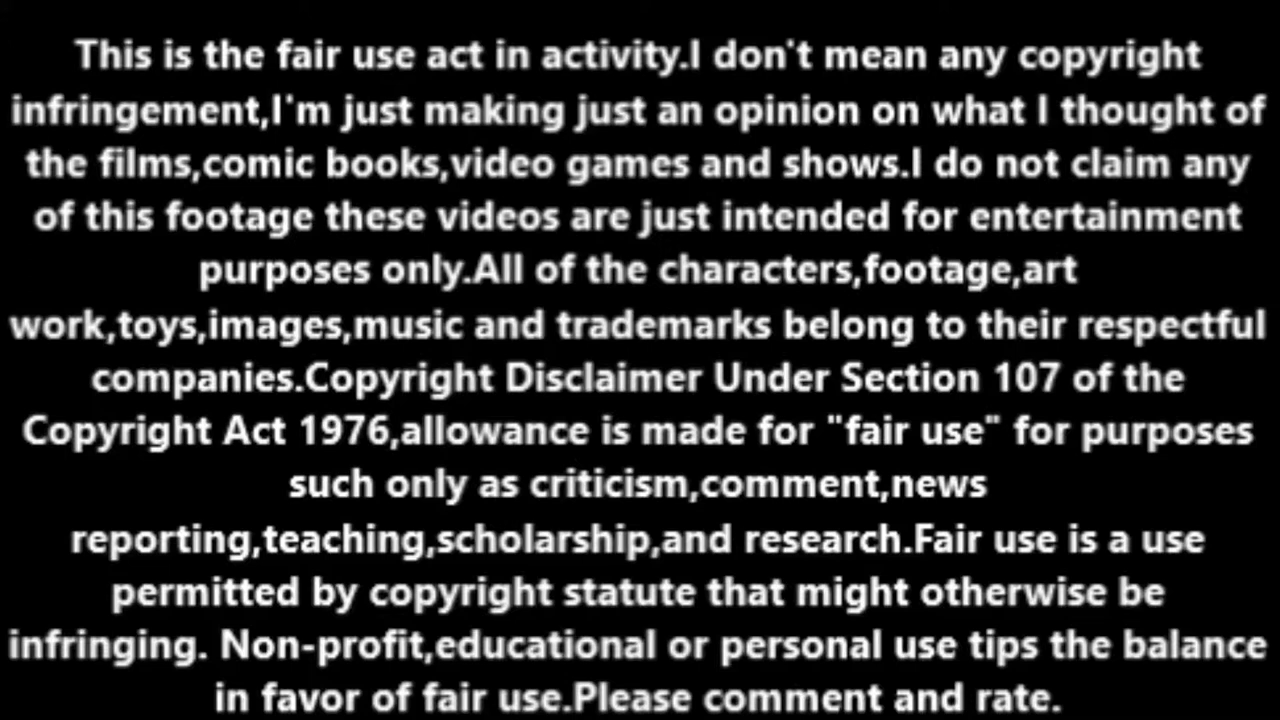 This is the fair use act in activity.I don't mean any copyright
infringement,I'm just making just an opinion on what I thought of
the films,comic books,video games and shows.I do not claim any
of this footage these videos are just intended for entertainment
purposes only.All of the characters,footage,art
work,toys,images,music and trademarks belong to their respectful
companies.Copyright Disclaimer Under Section 107 of the
Copyright Act 1976,allowance is made for "fair use" for purposes
such only as criticism,comment,news
reporting,teaching,scholarship,and research.Fair use is a use
permitted by copyright statute that might otherwise be
infringing. Non-profit,educational or personal use tips the balance
in favor of fair use.Please comment and rate.